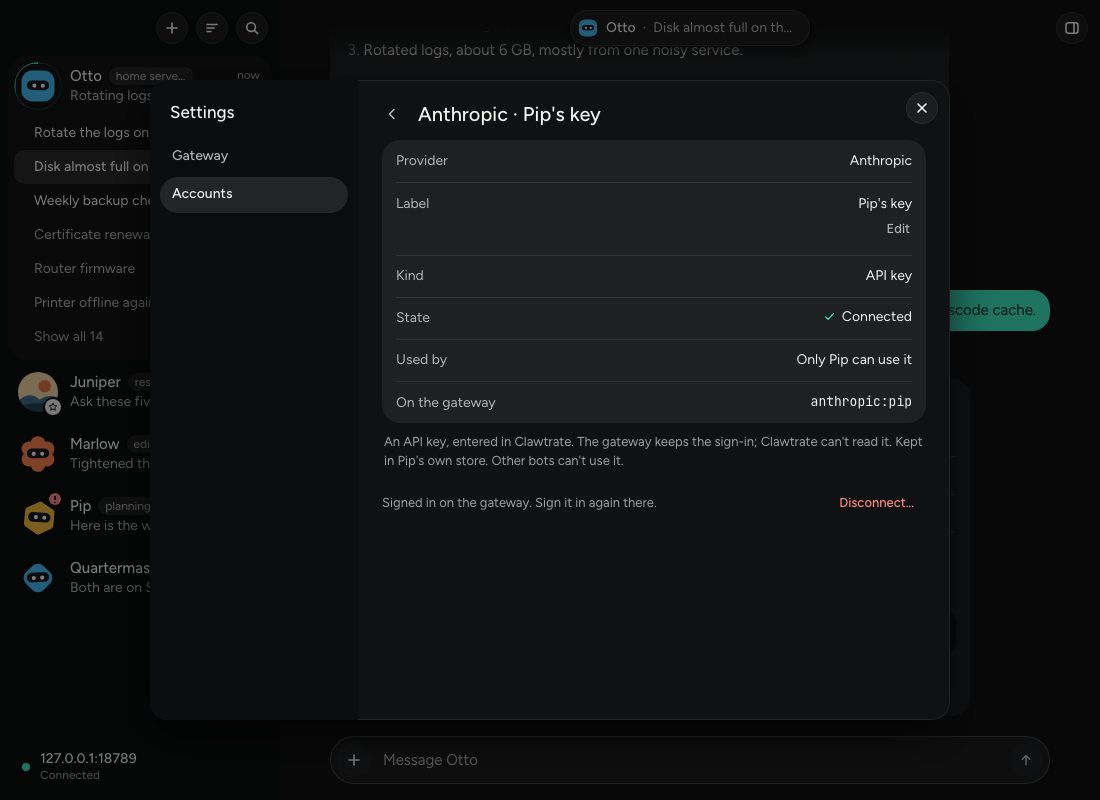 Otto · Disk almost full on th...
3. Rotated logs, about 6 GB, mostly from one noisy service.
Otto home serve... now
Rotating logs
Rotate the logs on
Disk almost full on
Weekly backup che
Certificate renewa
Router firmware
Printer offline again
Show all 14
Juniper res
Ask these fiv
Marlow edi
Tightened th
Pip planning
Here is the w
Quartermas
Both are on S
127.0.0.1:18789
Connected
Settings
Gateway
Accounts
Anthropic · Pip's key
Provider Anthropic
Label Pip's key
Edit
Kind API key
State Connected
Used by Only Pip can use it
On the gateway anthropic:pip
An API key, entered in Clawtrate. The gateway keeps the sign-in; Clawtrate can't read it. Kept
in Pip's own store. Other bots can't use it.
Signed in on the gateway. Sign it in again there. Disconnect...
scode cache.
Message Otto